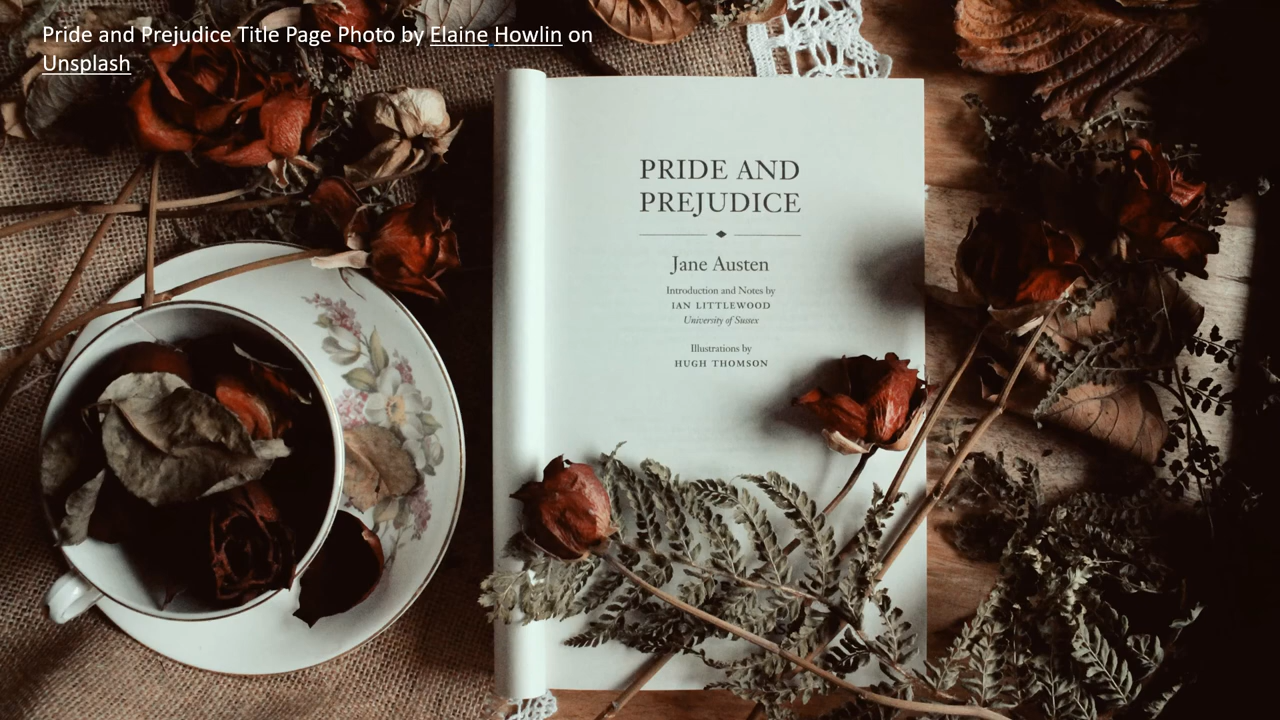 Pride and Prejudice Title Page Photo by Elaine Howlin on
Unsplash
PRIDE AND
PREJUDICE
Jane Austen
Introduction and Notes by
IAN LITTLEWOOD
University of Sussex
Illustrations by
HUGH THOMSON